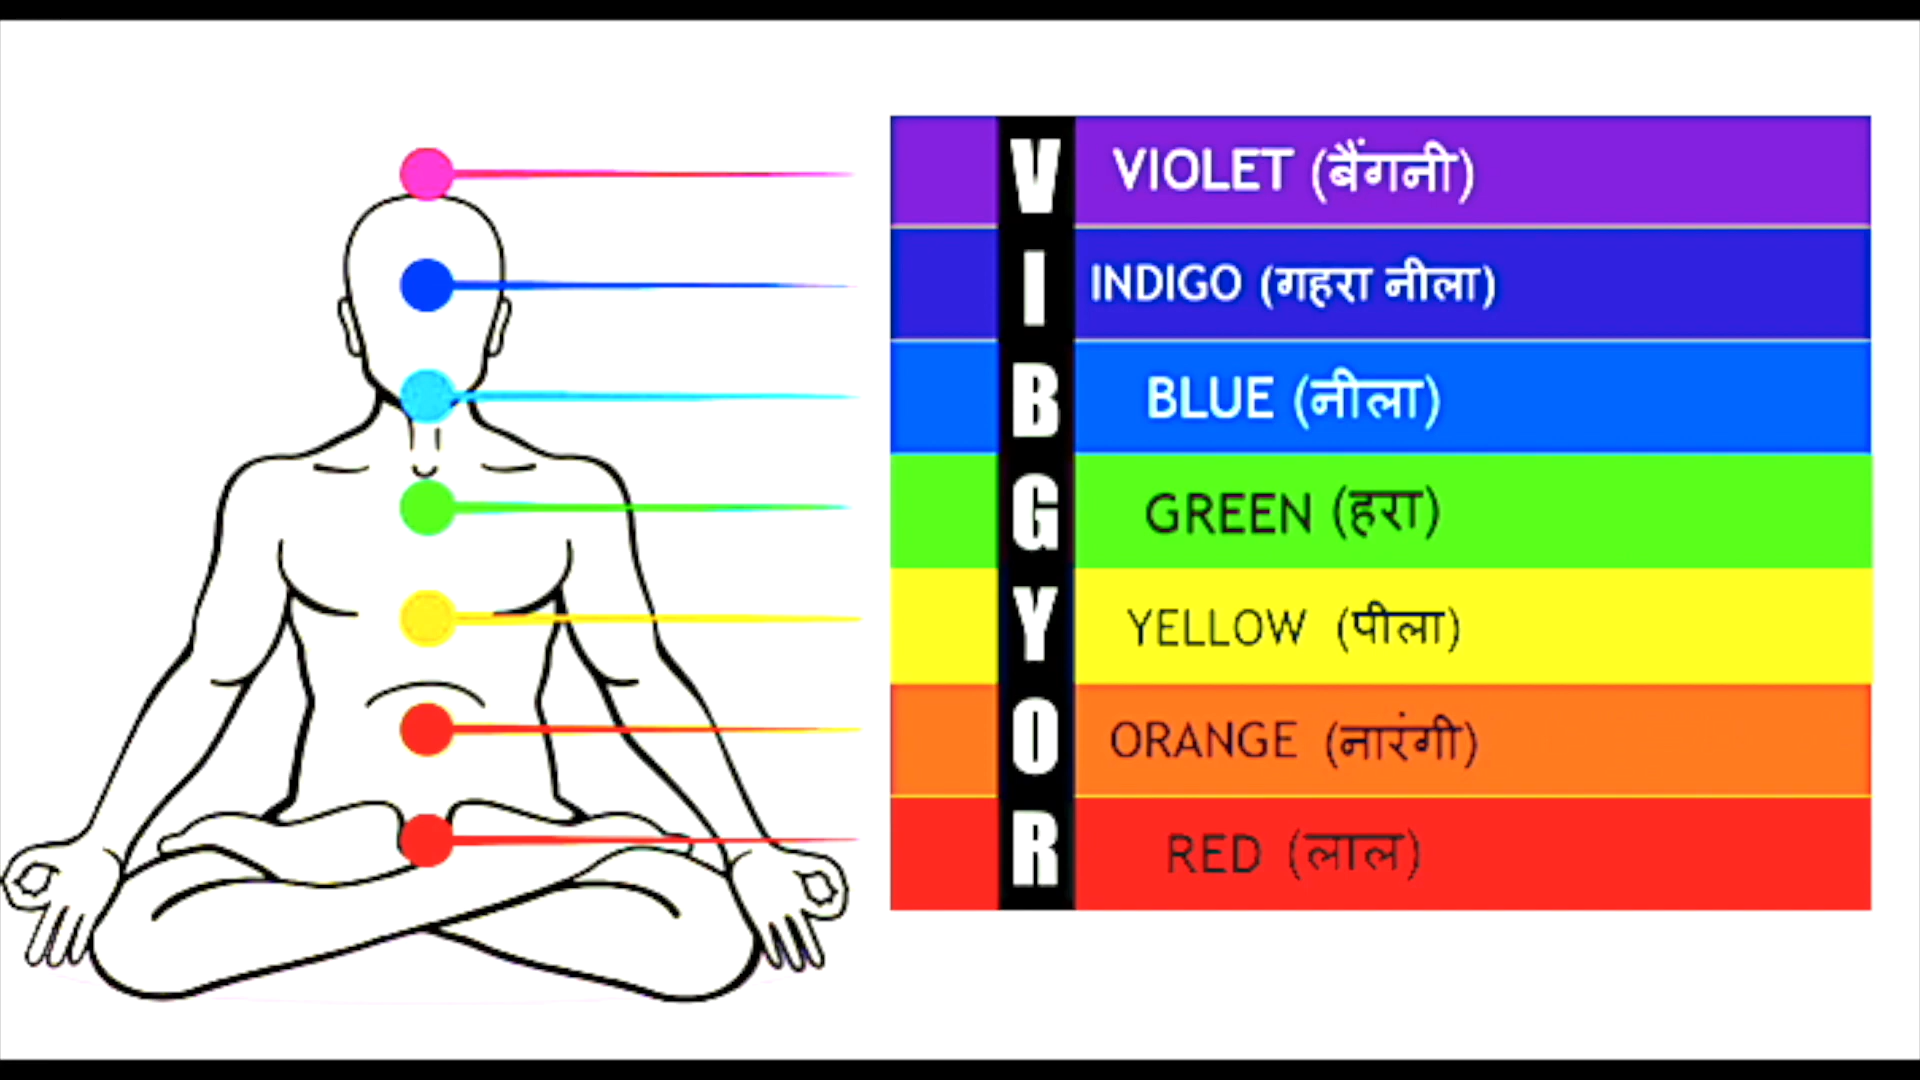 V VIOLET (बैंगनी)
I INDIGO (गहरा नीला)
B BLUE (नीला)
G GREEN (हरा)
Y YELLOW (पीला)
O ORANGE (नारंगी)
R RED (लाल)